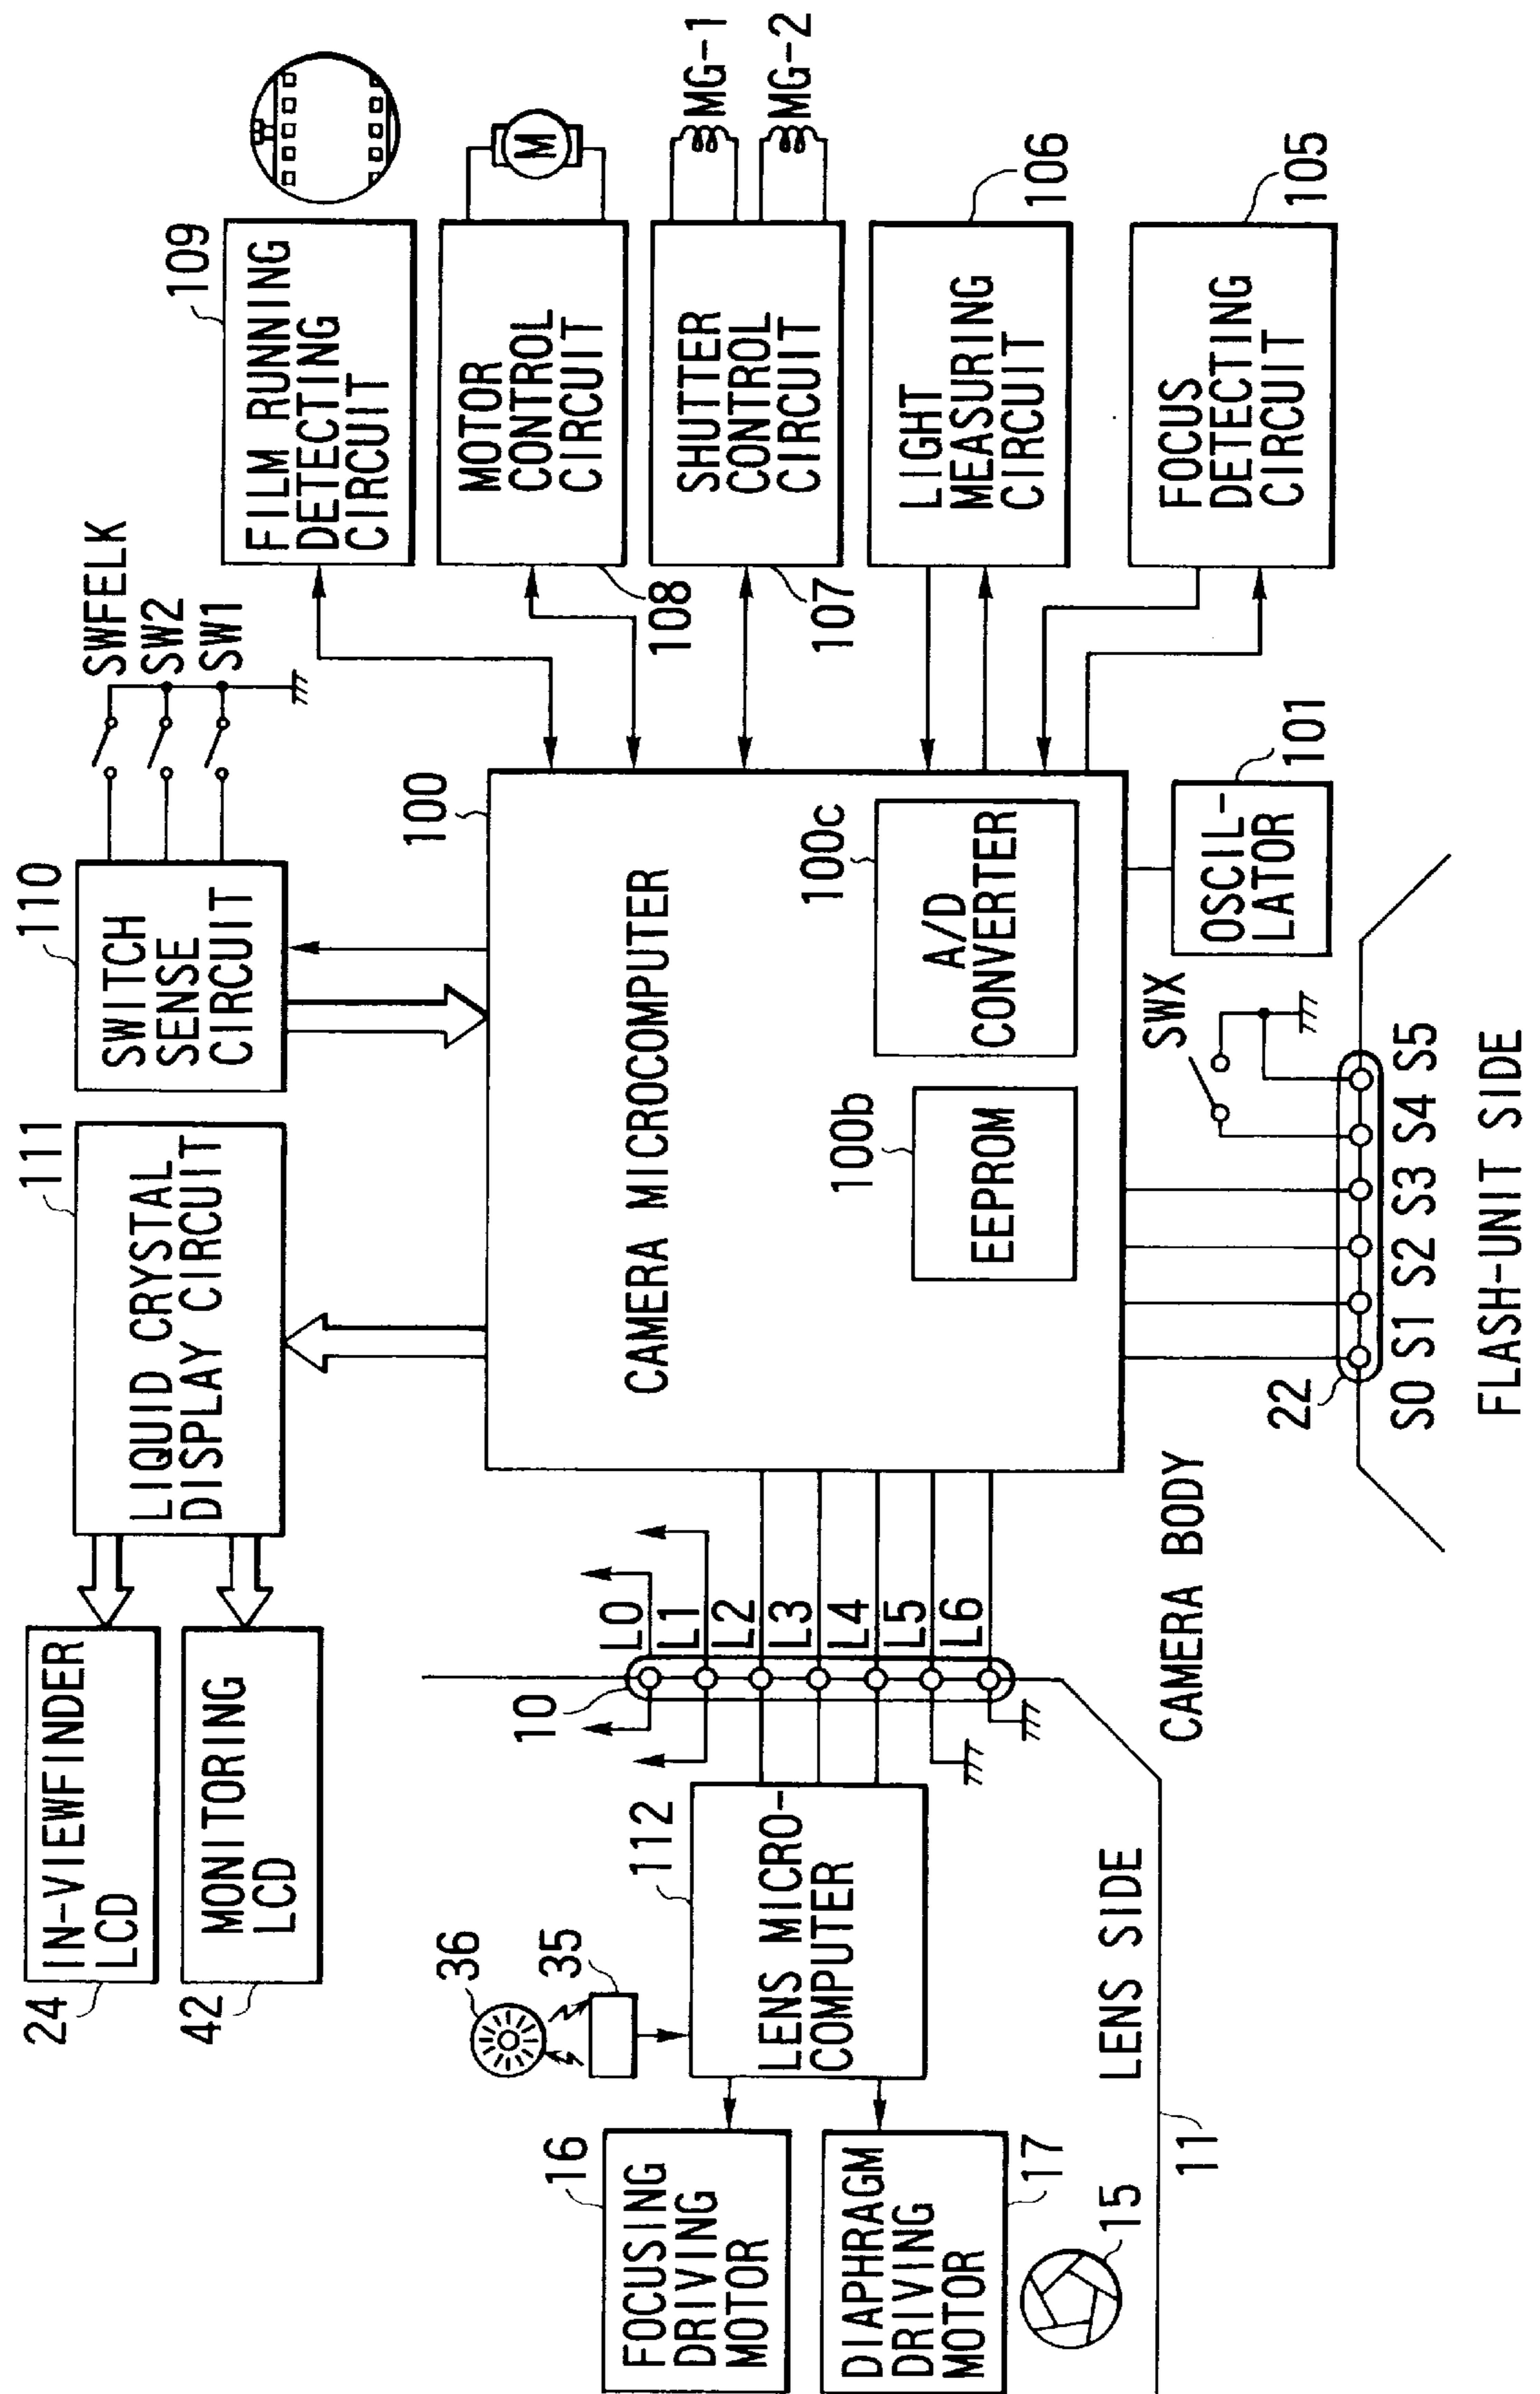 24
IN-VIEWFINDER
LCD
42
MONITORING
LCD
111
LIQUID CRYSTAL
DISPLAY CIRCUIT
110
SWITCH
SENSE
CIRCUIT
SWFELK
SW2
SW1
109
FILM RUNNING
DETECTING
CIRCUIT
108
MOTOR
CONTROL
CIRCUIT
M
107
SHUTTER
CONTROL
CIRCUIT
MG-1
MG-2
LIGHT
MEASURING
CIRCUIT
106
FOCUS
DETECTING
CIRCUIT
105
100
CAMERA MICROCOMPUTER
100b
EEPROM
100c
A/D
CONVERTER
OSCIL-
LATOR
101
36
35
112
LENS MICRO-
COMPUTER
10
L0
L1
L2
L3
L4
L5
L6
16
FOCUSING
DRIVING
MOTOR
DIAPHRAGM
DRIVING
MOTOR
17
15
11
LENS SIDE
CAMERA BODY
SWX
22
S0 S1 S2 S3 S4 S5
FLASH-UNIT SIDE